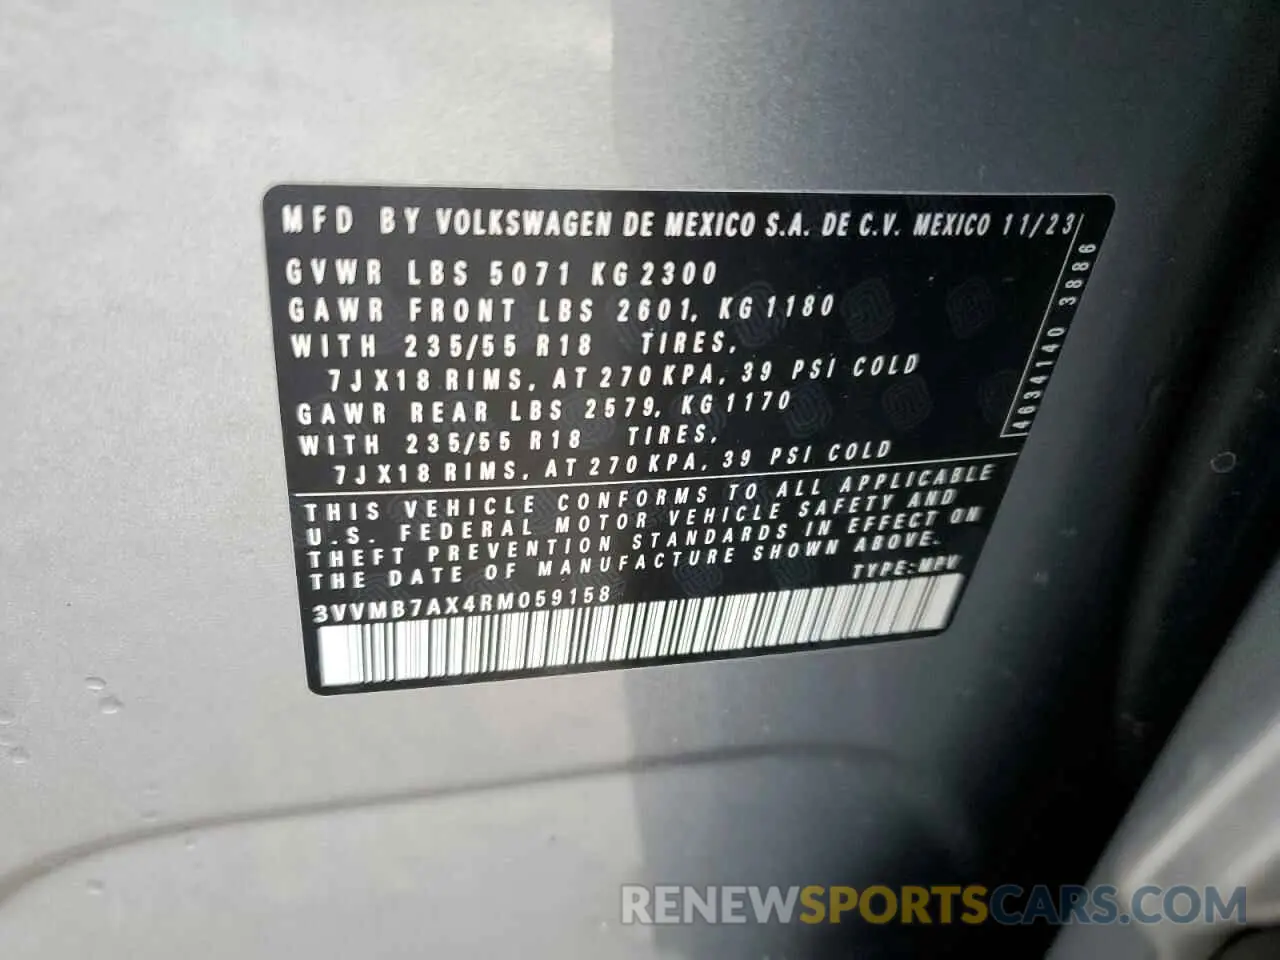 MFD BY VOLKSWAGEN DE MEXICO S.A. DE C.V. MEXICO 11/23
GVWR LBS 5071 KG 2300
GAWR FRONT LBS 2601, KG 1180
WITH 235/55 R18 TIRES,
7JX18 RIMS, AT 270 KPA, 39 PSI COLD
GAWR REAR LBS 2579, KG 1170
WITH 235/55 R18 TIRES,
7JX18 RIMS, AT 270 KPA, 39 PSI COLD
4634140 3886
THIS VEHICLE CONFORMS TO ALL APPLICABLE
U.S. FEDERAL MOTOR VEHICLE SAFETY AND
THEFT PREVENTION STANDARDS IN EFFECT ON
THE DATE OF MANUFACTURE SHOWN ABOVE.
TYPE: MPV
3VVMB7AX4RM059158
RENEWSPORTSCARS.COM